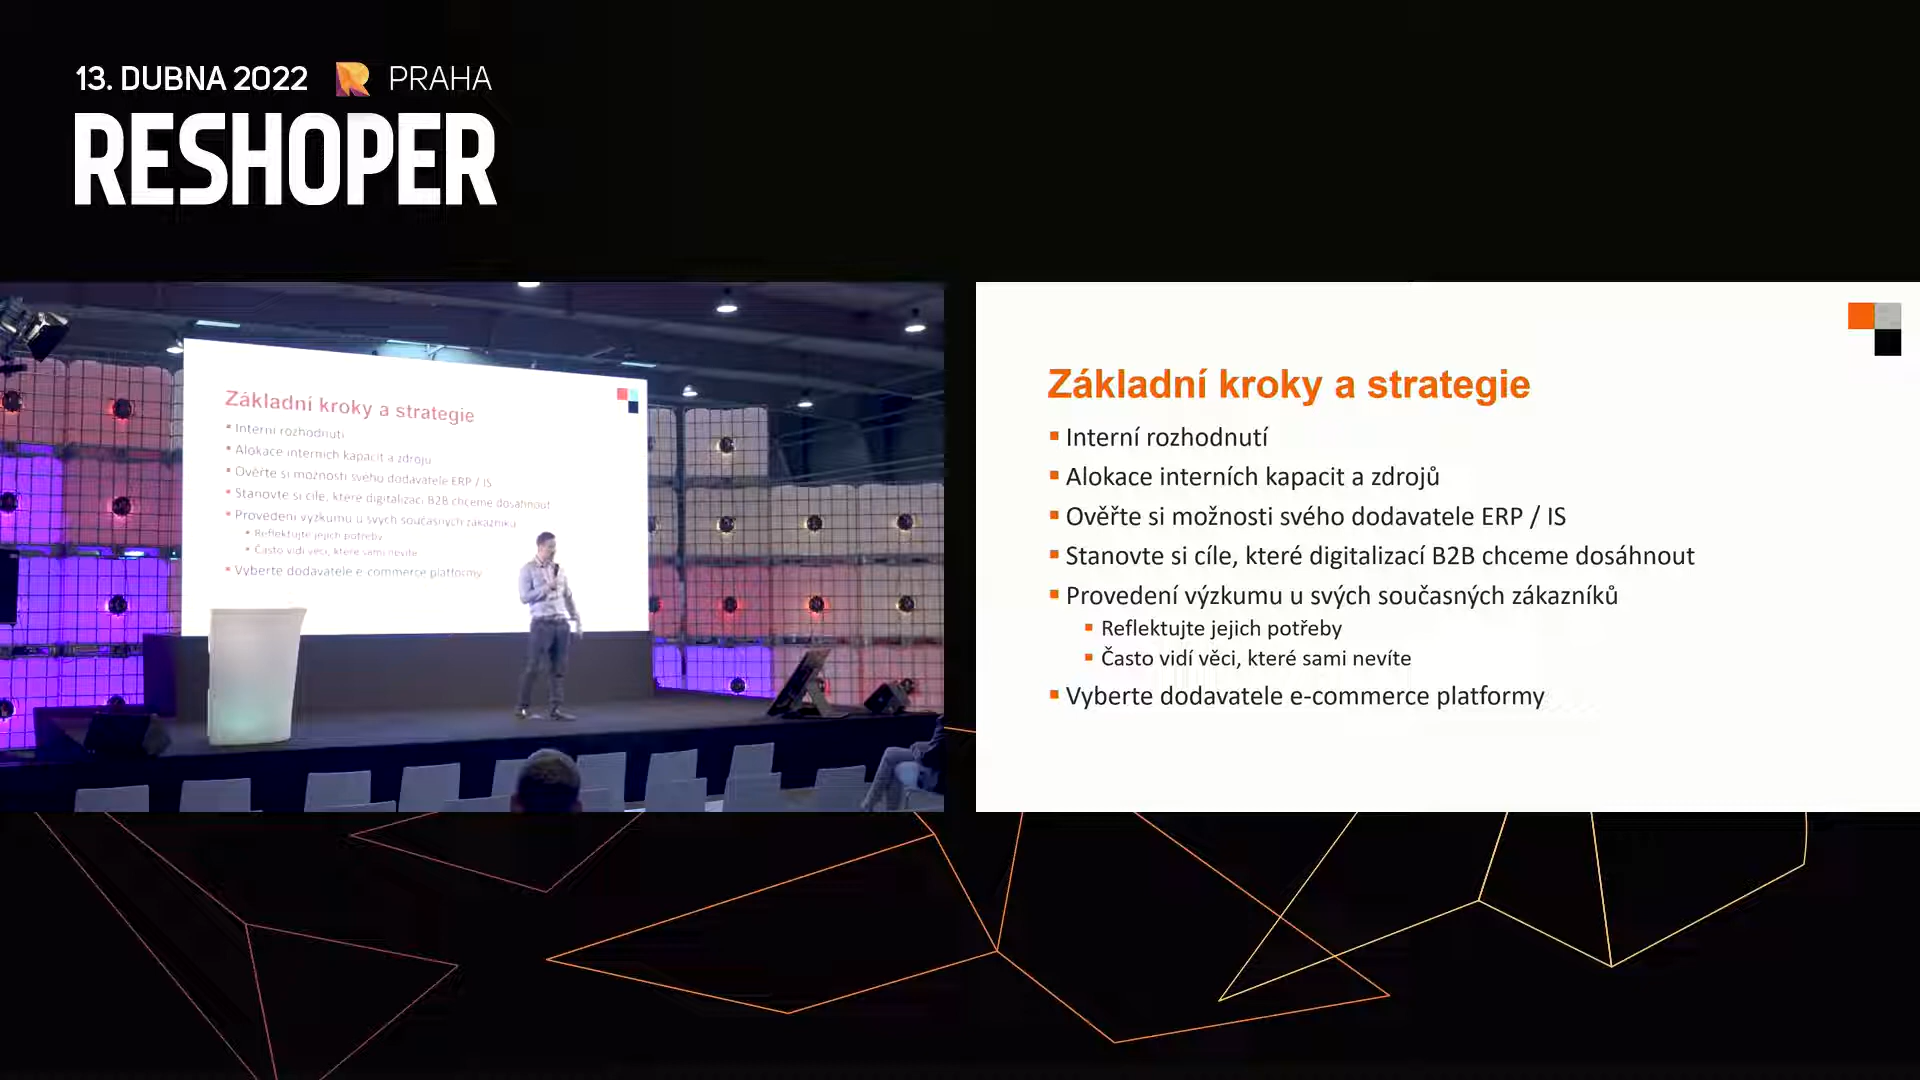 13. DUBNA 2022 PRAHA
RESHOPER
Základní kroky a strategie
Interní rozhodnutí
Alokace interních kapacit a zdrojů
Ověřte si možnosti svého dodavatele ERP / IS
Stanovte si cíle, které digitalizací B2B chceme dosáhnout
Provedení výzkumu u svých současných zákazníků
Reflektujte jejich potřeby
Často vidí věci, které sami nevíte
Vyberte dodavatele e-commerce platformy
Základní kroky a strategie
Interní rozhodnutí
Alokace interních kapacit a zdrojů
Ověřte si možnosti svého dodavatele ERP / IS
Stanovte si cíle, které digitalizací B2B chceme dosáhnout
Provedení výzkumu u svých současných zákazníků
Reflektujte jejich potřeby
Často vidí věci, které sami nevíte
Vyberte dodavatele e-commerce platformy